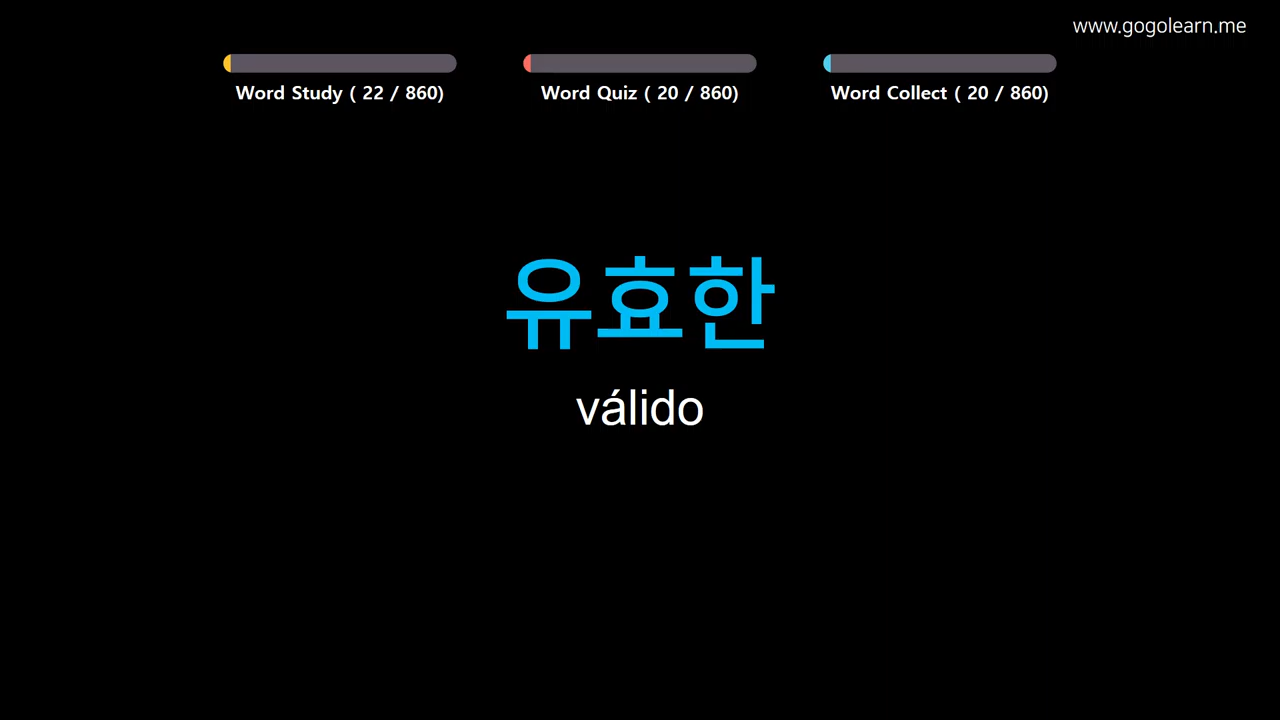 www.gogolearn.me
Word Study ( 22 / 860)
Word Quiz ( 20 / 860)
Word Collect ( 20 / 860)
유효한
válido